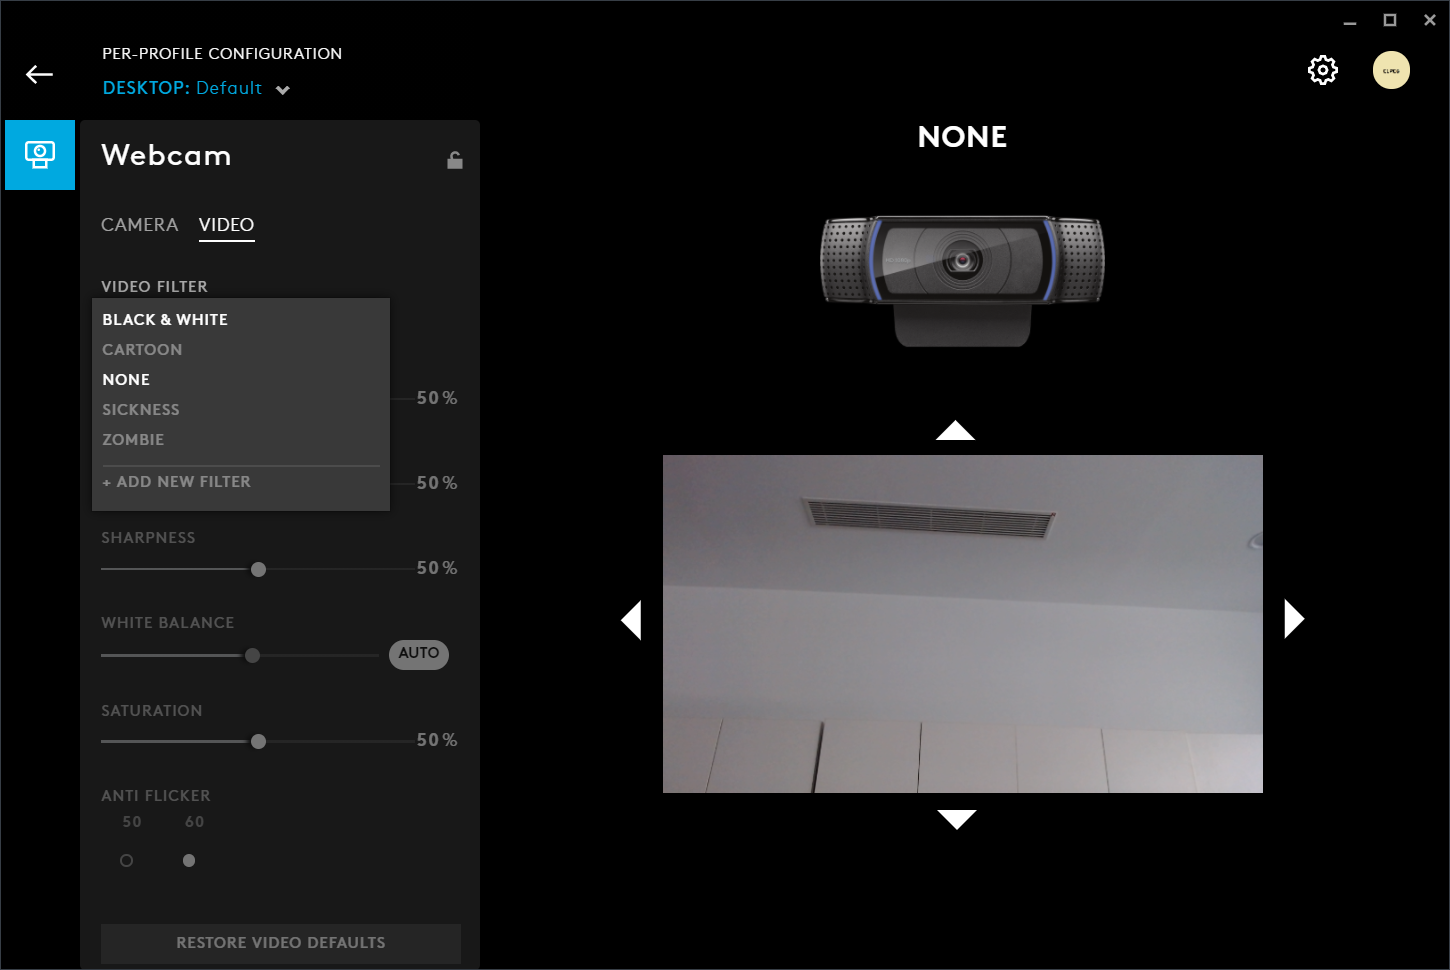 PER-PROFILE CONFIGURATION
DESKTOP: Default
Webcam
CAMERA VIDEO
VIDEO FILTER
BLACK & WHITE
CARTOON
NONE
SICKNESS
ZOMBIE
+ ADD NEW FILTER
50 %
50 %
SHARPNESS
50 %
WHITE BALANCE
AUTO
SATURATION
50 %
ANTI FLICKER
50 60
RESTORE VIDEO DEFAULTS
NONE